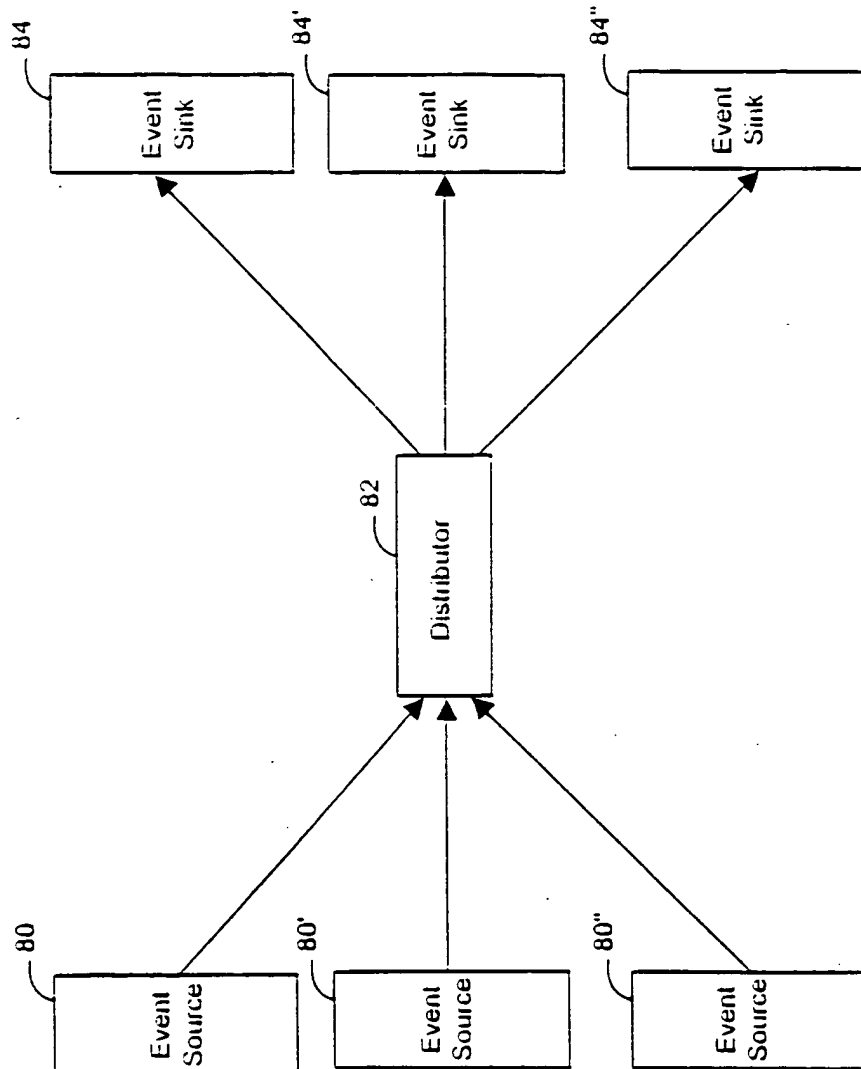 80
Event
Source
80'
Event
Source
80"
Event
Source
82
Distributor
84
Event
Sink
84'
Event
Sink
84"
Event
Sink